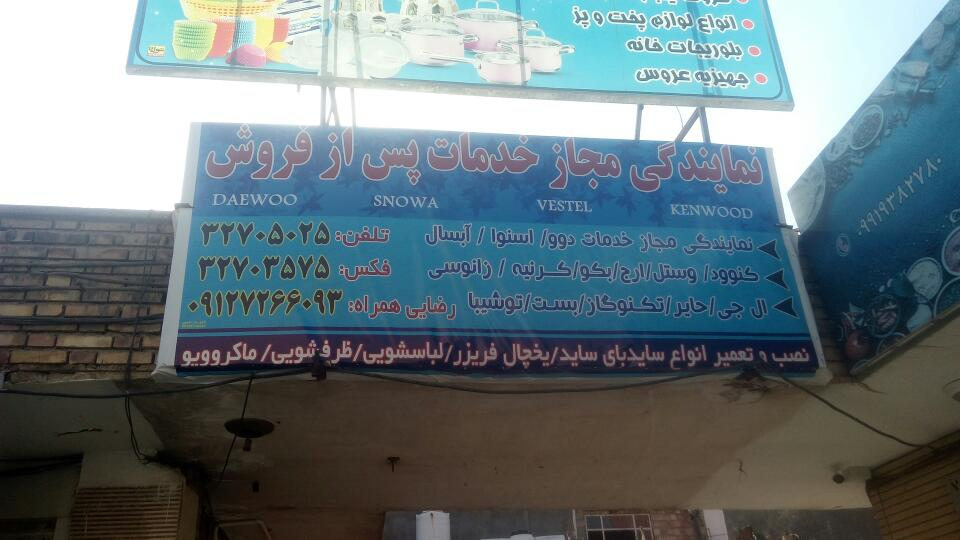 انواع لوازم پخت و پز
بلوریجات خانه
جهیزیه عروس
نمایندگی مجاز خدمات پس از فروش
DAEWOO SNOWA VESTEL KENWOOD
نمایندگی مجاز خدمات دوو/ اسنوا / آبسال
تلفن: ۳۲۷۰۵۰۲۵
کنوود/ وستل/ارج/بکو/کرنیه / زانوسی
فکس: ۳۲۷۰۳۵۷۵
ال جی/حایر/تکنوگاز/بست/توشیبا
رضایی همراه: ۰۹۱۲۷۲۶۶۰۹۳
نصب و تعمیر انواع سایدبای ساید/یخچال فریزر/لباسشویی/ظرفشویی/ ماکروویو
۰۹۹۱۹۳۸۲۷۸۰